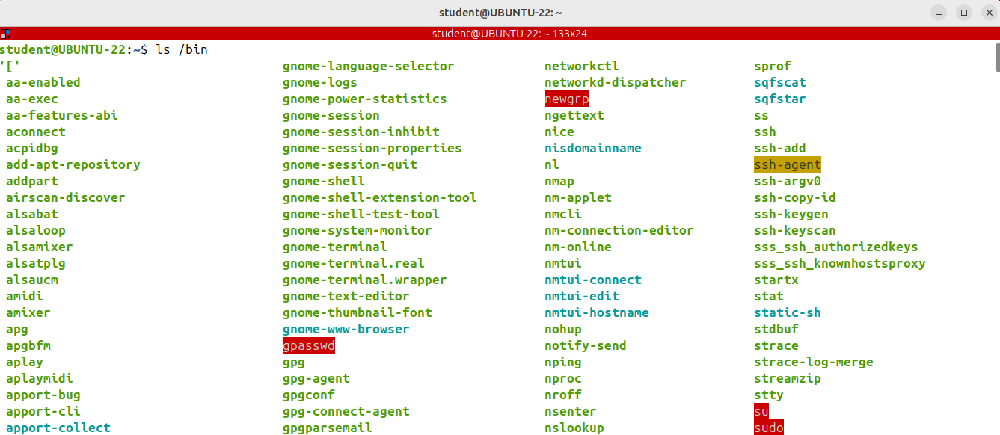 student@UBUNTU-22: ~
student@UBUNTU-22: ~ 133x24
student@UBUNTU-22:~$ ls /bin
'[' gnome-language-selector networkctl sprof
aa-enabled gnome-logs networkd-dispatcher sqfscat
aa-exec gnome-power-statistics newgrp sqfstar
aa-features-abi gnome-session ngettext ss
aconnect gnome-session-inhibit nice ssh
acpidbg gnome-session-properties nisdomainname ssh-add
add-apt-repository gnome-session-quit nl ssh-agent
addpart gnome-shell nmap ssh-argv0
airscan-discover gnome-shell-extension-tool nm-applet ssh-copy-id
alsabat gnome-shell-test-tool nmcli ssh-keygen
alsaloop gnome-system-monitor nm-connection-editor ssh-keyscan
alsamixer gnome-terminal nm-online sss_ssh_authorizedkeys
alsatplg gnome-terminal.real nmtui sss_ssh_knownhostsproxy
alsaucm gnome-terminal.wrapper nmtui-connect startx
amidi gnome-text-editor nmtui-edit stat
amixer gnome-thumbnail-font nmtui-hostname static-sh
apg gnome-www-browser nohup stdbuf
apgbfm gpasswd notify-send strace
aplay gpg nping strace-log-merge
aplaymidi gpg-agent nproc streamzip
apport-bug gpgconf nroff stty
apport-cli gpg-connect-agent nsenter su
apport-collect gpgparsemail nslookup sudo